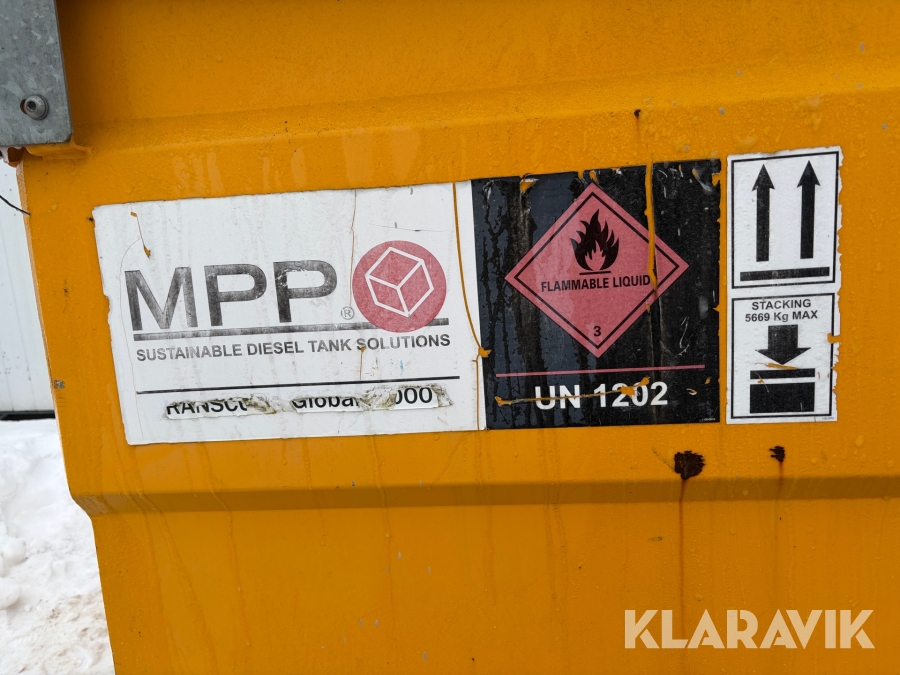 MPP®
SUSTAINABLE DIESEL TANK SOLUTIONS
FLAMMABLE LIQUID
3
UN 1202
STACKING
5669 Kg MAX
KLARAVIK